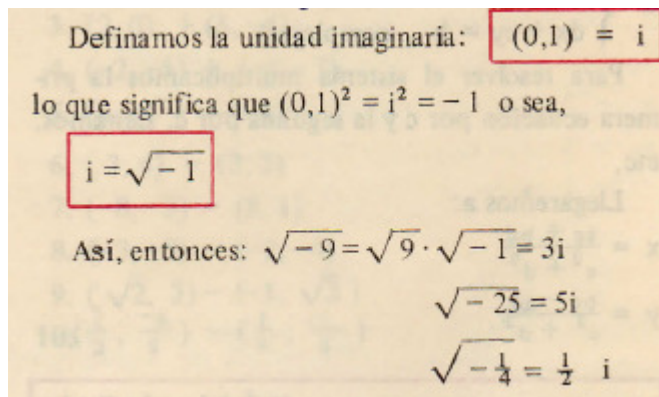 Definamos la unidad imaginaria: (0,1) = i
lo que significa que (0,1)² = i² = − 1 o sea,
i = √− 1
Así, entonces: √− 9 = √9 · √− 1 = 3i
√− 25 = 5i
√− 1/4 = 1/2 i